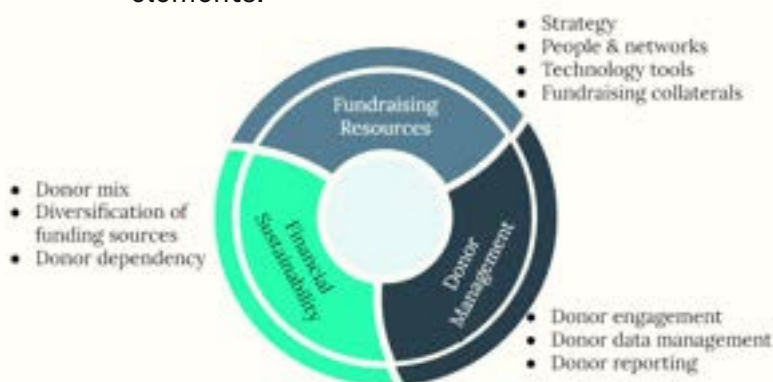 elements.
Fundraising
Resources
• Strategy
• People & networks
• Technology tools
• Fundraising collaterals
Donor
Management
• Donor engagement
• Donor data management
• Donor reporting
Financial
Sustainability
• Donor mix
• Diversification of
funding sources
• Donor dependency